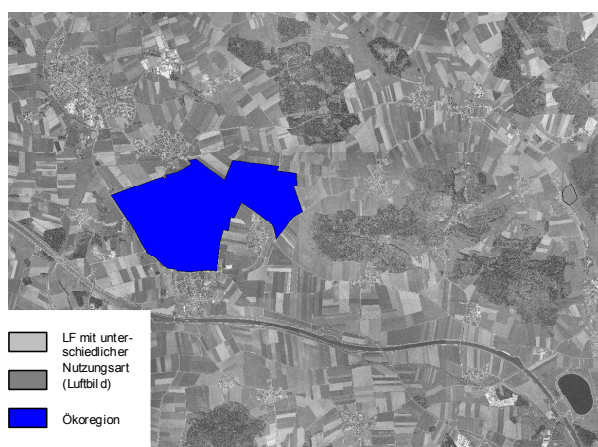 LF mit unter-
schiedlicher
Nutzungsart
(Luftbild)
Ökoregion